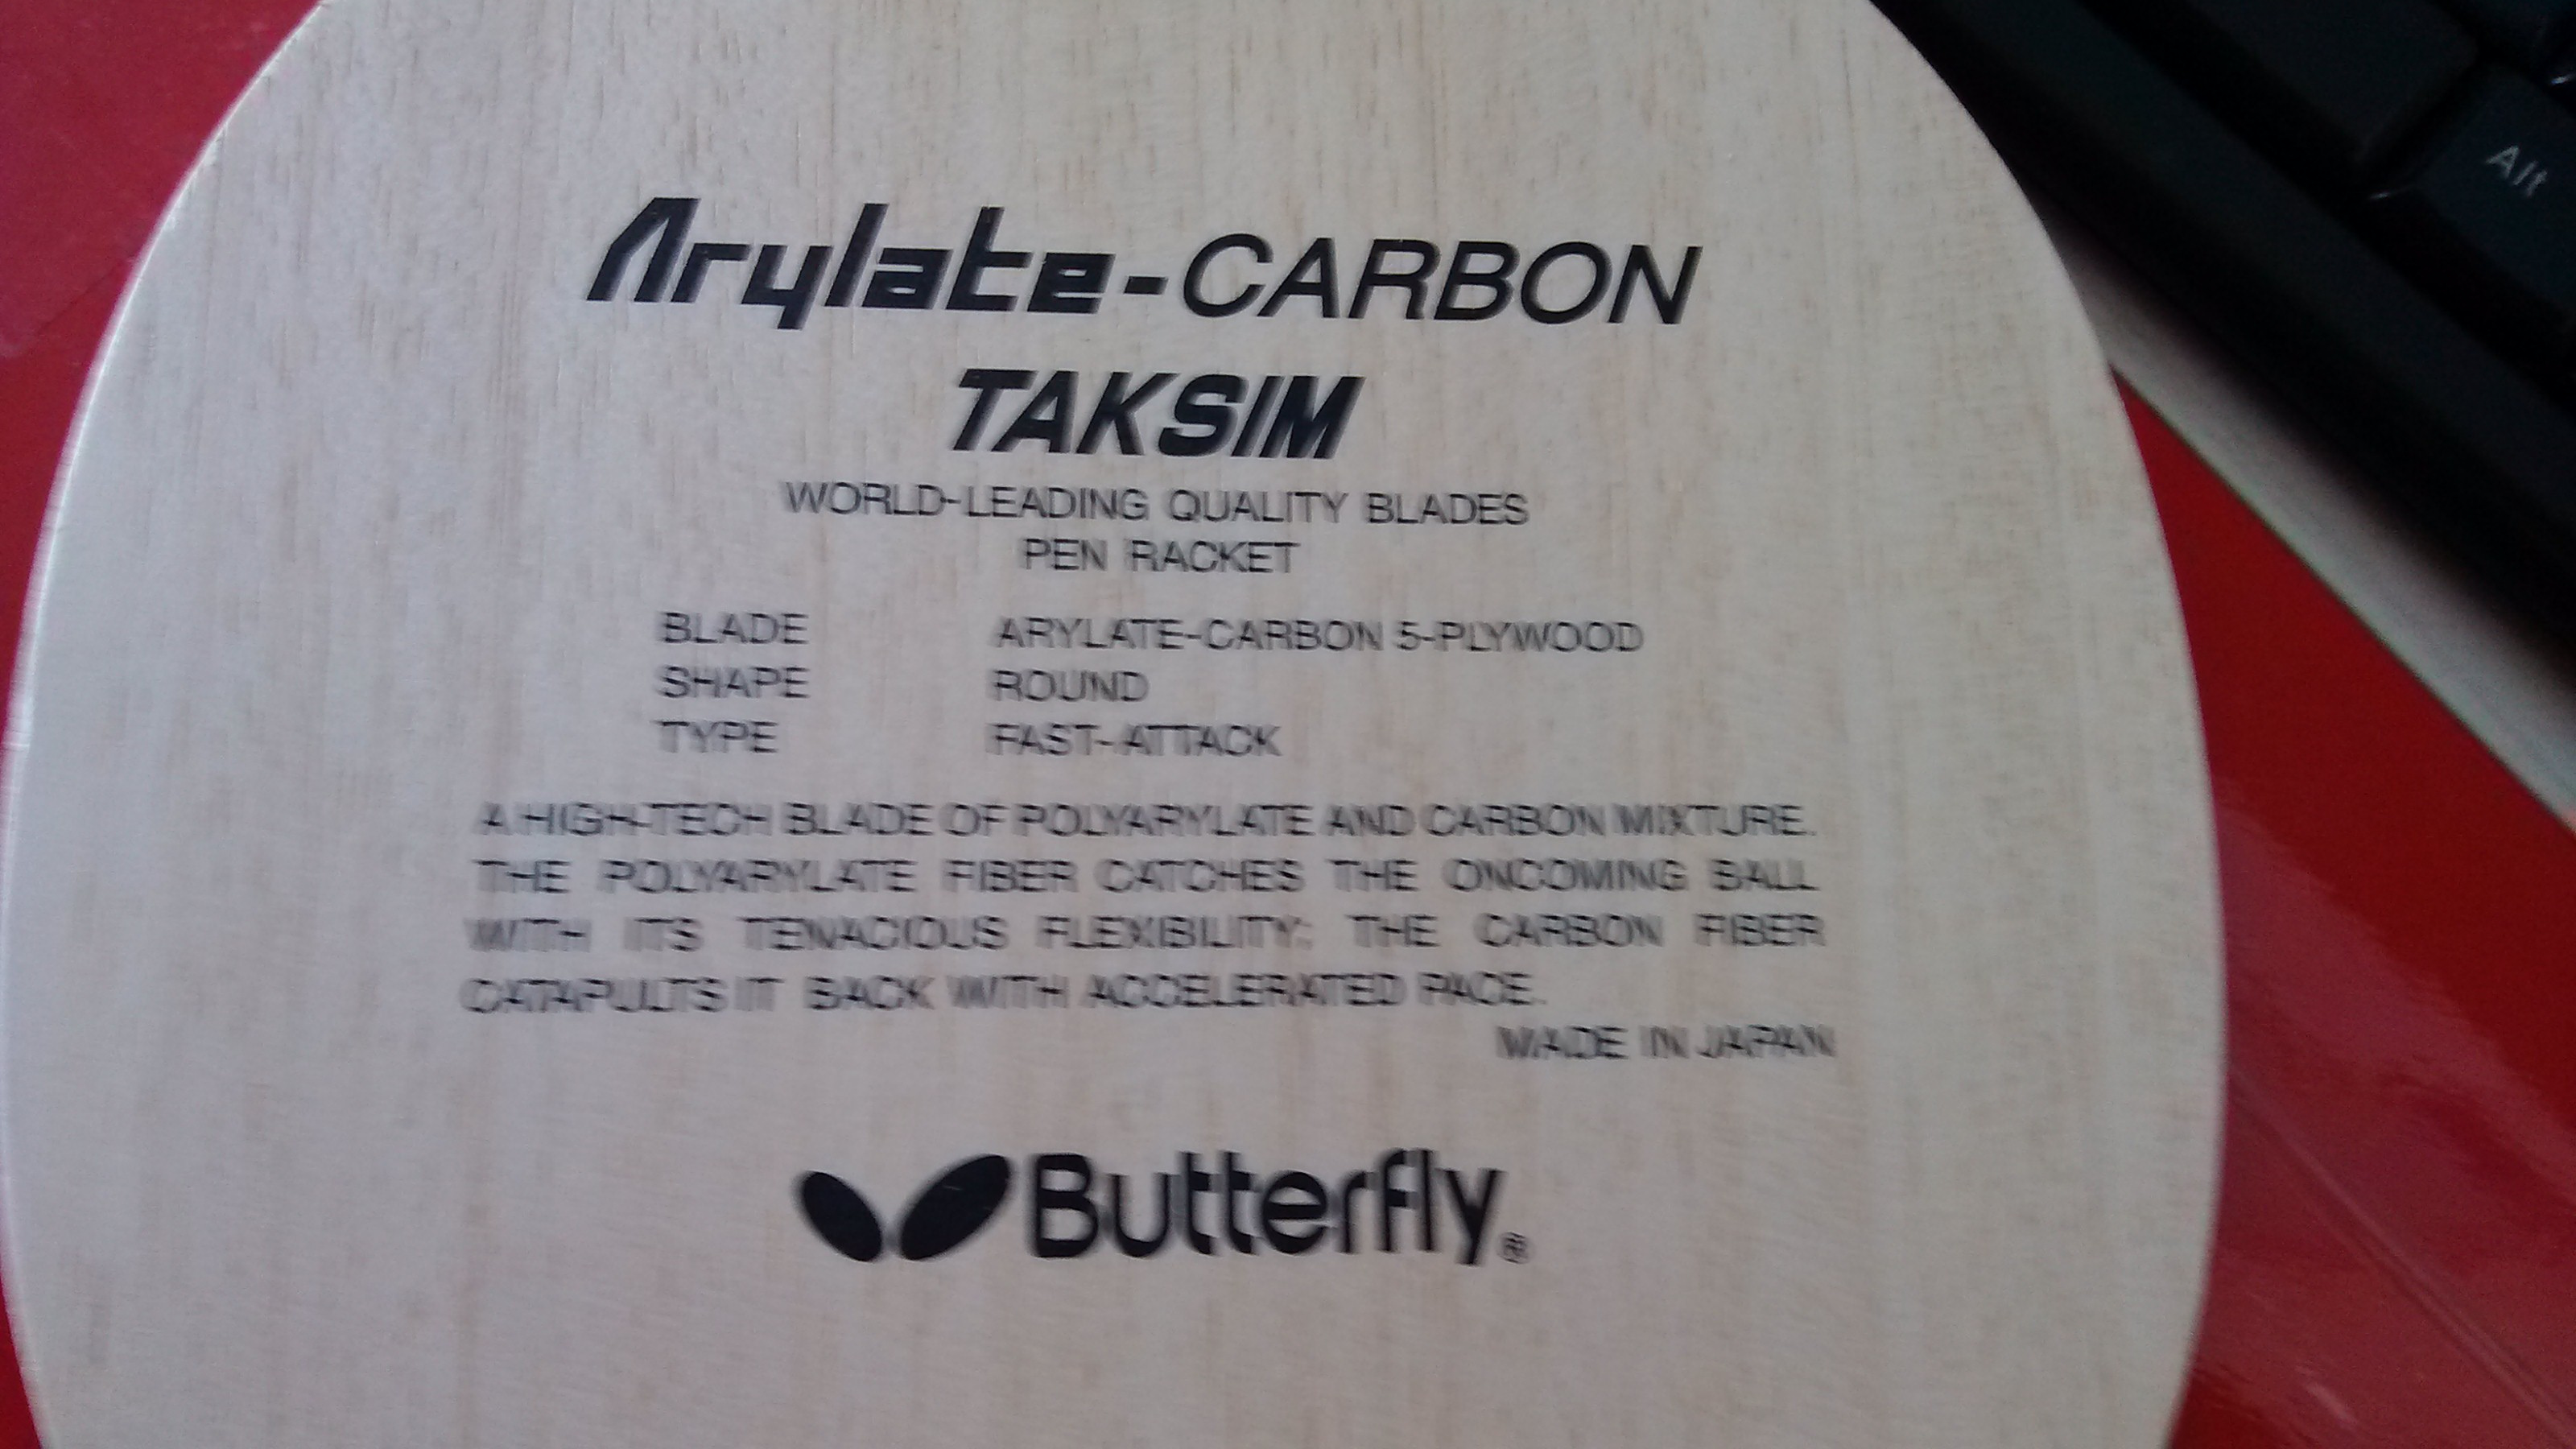 Arylate-CARBON
TAKSIM
WORLD-LEADING QUALITY BLADES
PEN RACKET
BLADE ARYLATE-CARBON 5-PLYWOOD
SHAPE ROUND
TYPE FAST-ATTACK
A HIGH-TECH BLADE OF POLYARYLATE AND CARBON MIXTURE.
THE POLYARYLATE FIBER CATCHES THE ONCOMING BALL
WITH ITS TENACIOUS FLEXIBILITY: THE CARBON FIBER
CATAPULTS IT BACK WITH ACCELERATED PACE.
MADE IN JAPAN
Butterfly®
Alt